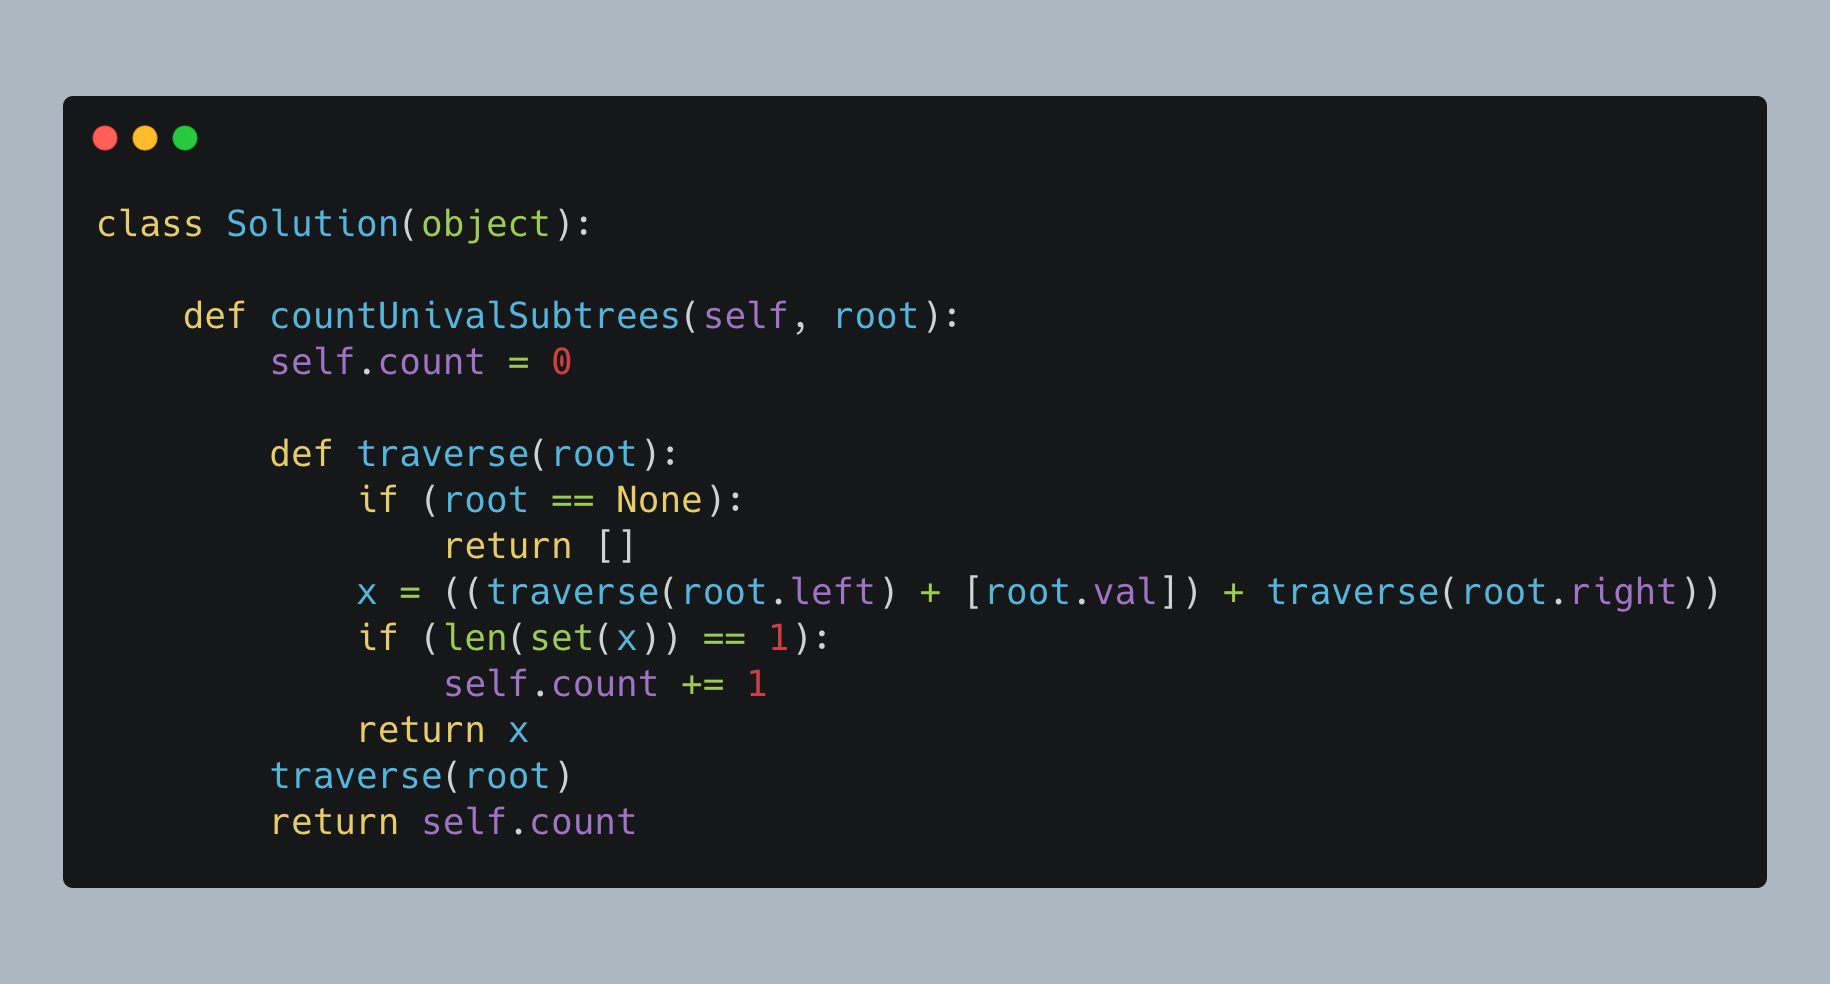 class Solution(object):

    def countUnivalSubtrees(self, root):
        self.count = 0

        def traverse(root):
            if (root == None):
                return []
            x = ((traverse(root.left) + [root.val]) + traverse(root.right))
            if (len(set(x)) == 1):
                self.count += 1
            return x
        traverse(root)
        return self.count